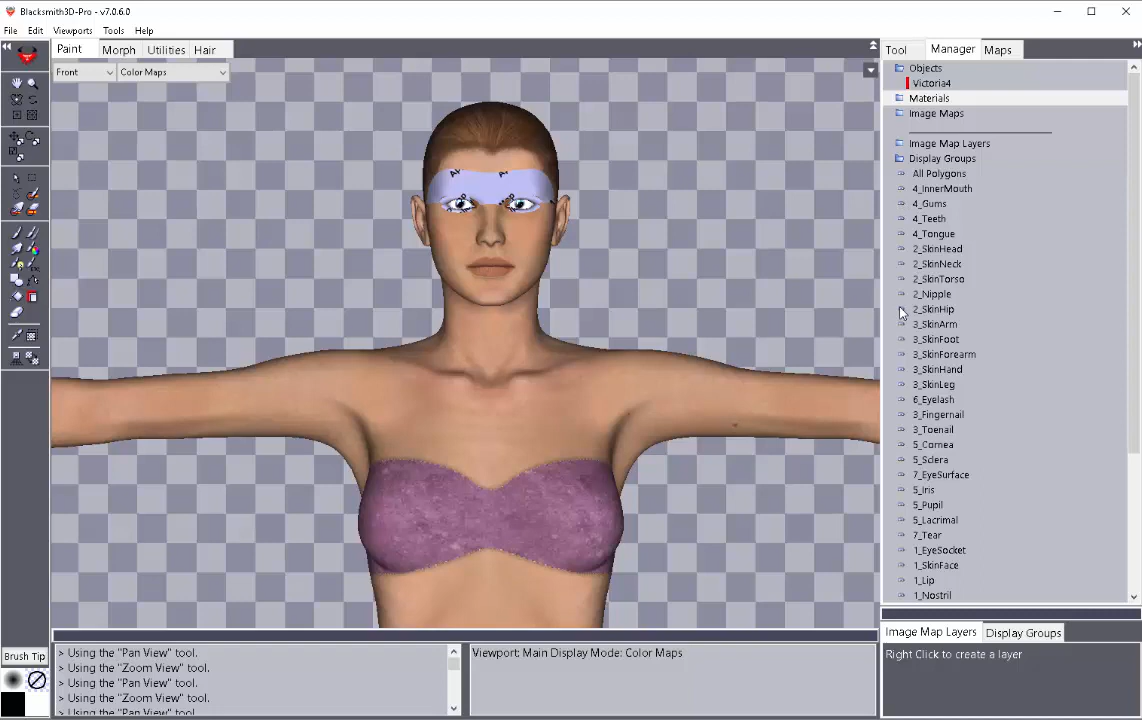 Blacksmith3D-Pro - v7.0.6.0
File Edit Viewports Tools Help
Paint Morph Utilities Hair
Front Color Maps
Tool Manager Maps
Objects
Victoria4
Materials
Image Maps
Image Map Layers
Display Groups
All Polygons
4_InnerMouth
4_Gums
4_Teeth
4_Tongue
2_SkinHead
2_SkinNeck
2_SkinTorso
2_Nipple
2_SkinHip
3_SkinArm
3_SkinFoot
3_SkinForearm
3_SkinHand
3_SkinLeg
6_Eyelash
3_Fingernail
3_Toenail
5_Cornea
5_Sclera
7_EyeSurface
5_Iris
5_Pupil
5_Lacrimal
7_Tear
1_EyeSocket
1_SkinFace
1_Lip
1_Nostril
Image Map Layers Display Groups
Right Click to create a layer
Brush Tip
> Using the "Pan View" tool.
> Using the "Zoom View" tool.
> Using the "Pan View" tool.
> Using the "Zoom View" tool.
> Using the "Pan View" tool.
Viewport: Main Display Mode: Color Maps